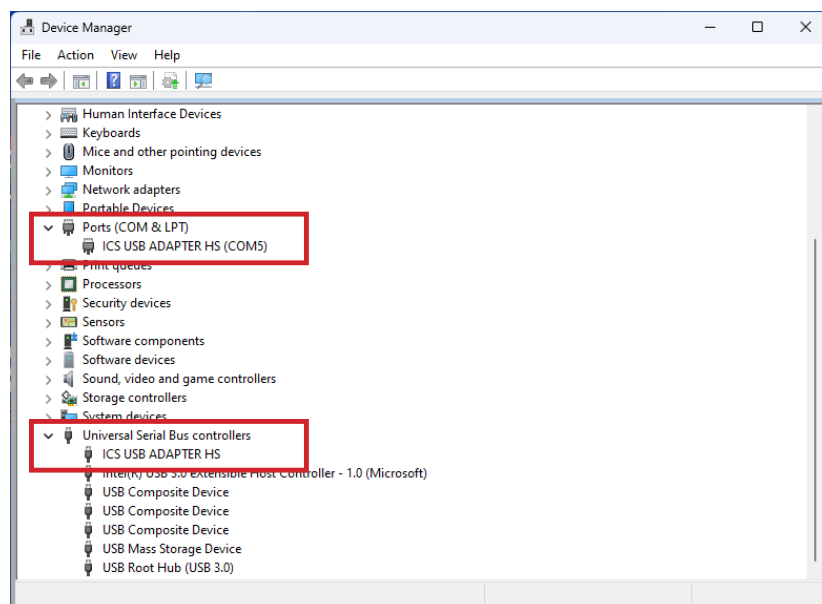 Device Manager
File Action View Help
Human Interface Devices
Keyboards
Mice and other pointing devices
Monitors
Network adapters
Portable Devices
Ports (COM & LPT)
ICS USB ADAPTER HS (COM5)
Print queues
Processors
Security devices
Sensors
Software components
Software devices
Sound, video and game controllers
Storage controllers
System devices
Universal Serial Bus controllers
ICS USB ADAPTER HS
Intel(R) USB 3.0 eXtensible Host Controller - 1.0 (Microsoft)
USB Composite Device
USB Composite Device
USB Composite Device
USB Mass Storage Device
USB Root Hub (USB 3.0)